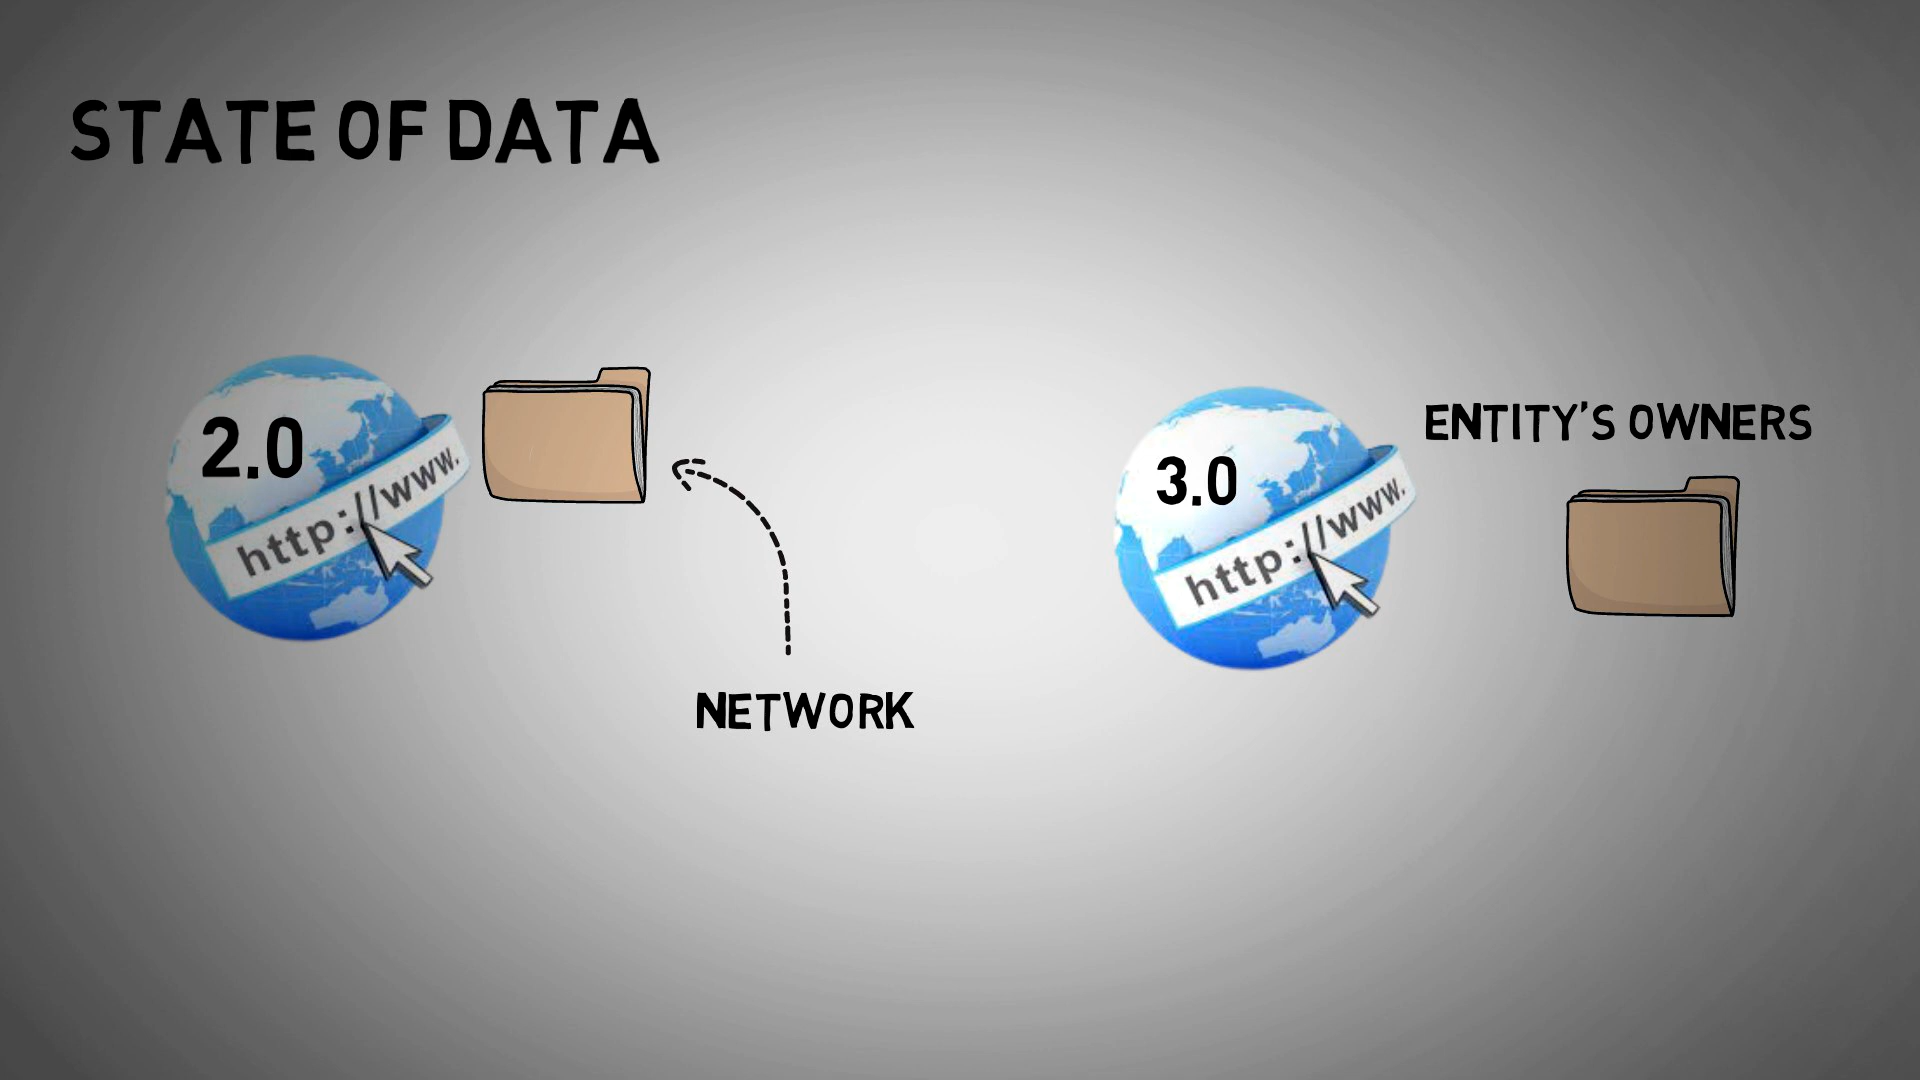 STATE OF DATA
2.0
http://www.
NETWORK
3.0
http://www.
ENTITY'S OWNERS